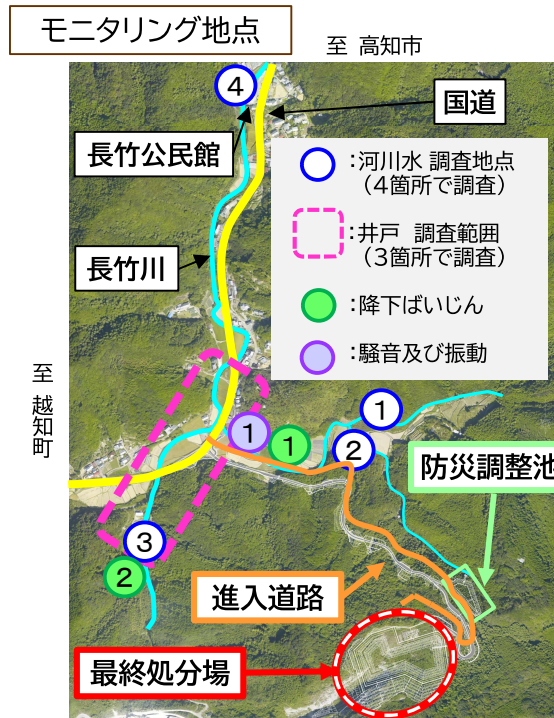 モニタリング地点
至 高知市
④
国道
長竹公民館
：河川水 調査地点
（4箇所で調査）
：井戸 調査範囲
（3箇所で調査）
長竹川
：降下ばいじん
：騒音及び振動
至 越知町
①
①
①
②
防災調整池
③
②
進入道路
最終処分場